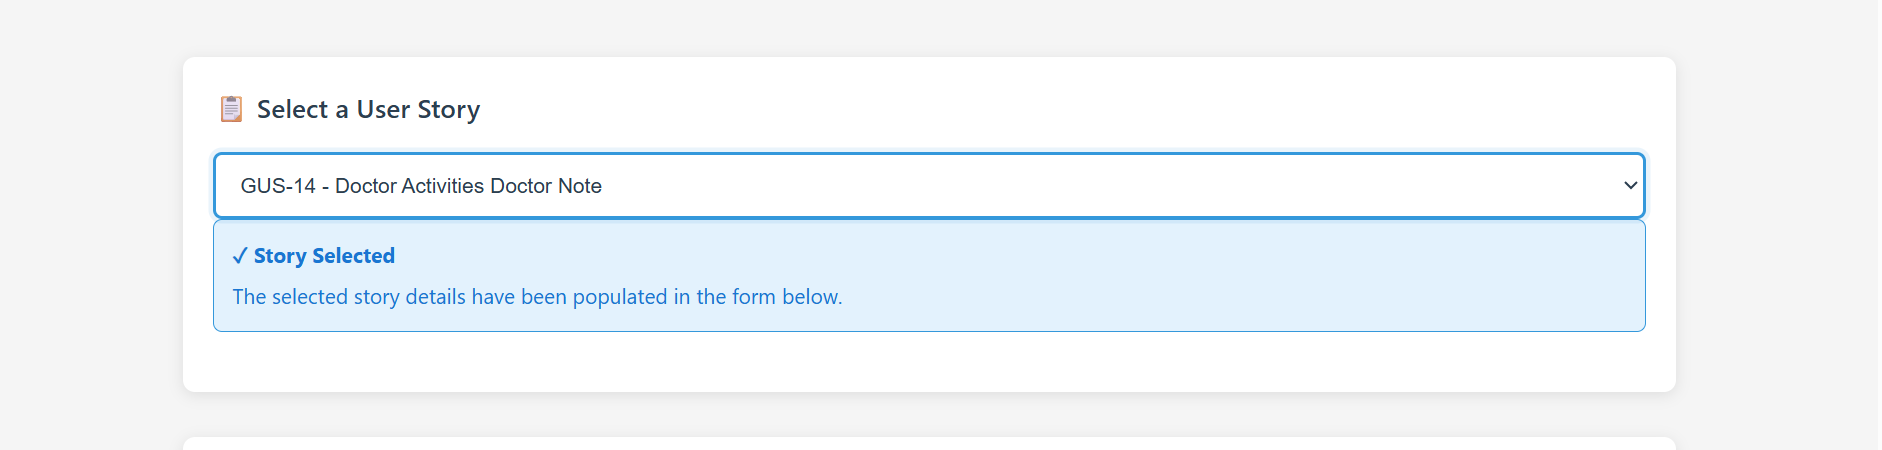 Select a User Story
GUS-14 - Doctor Activities Doctor Note
✓ Story Selected
The selected story details have been populated in the form below.